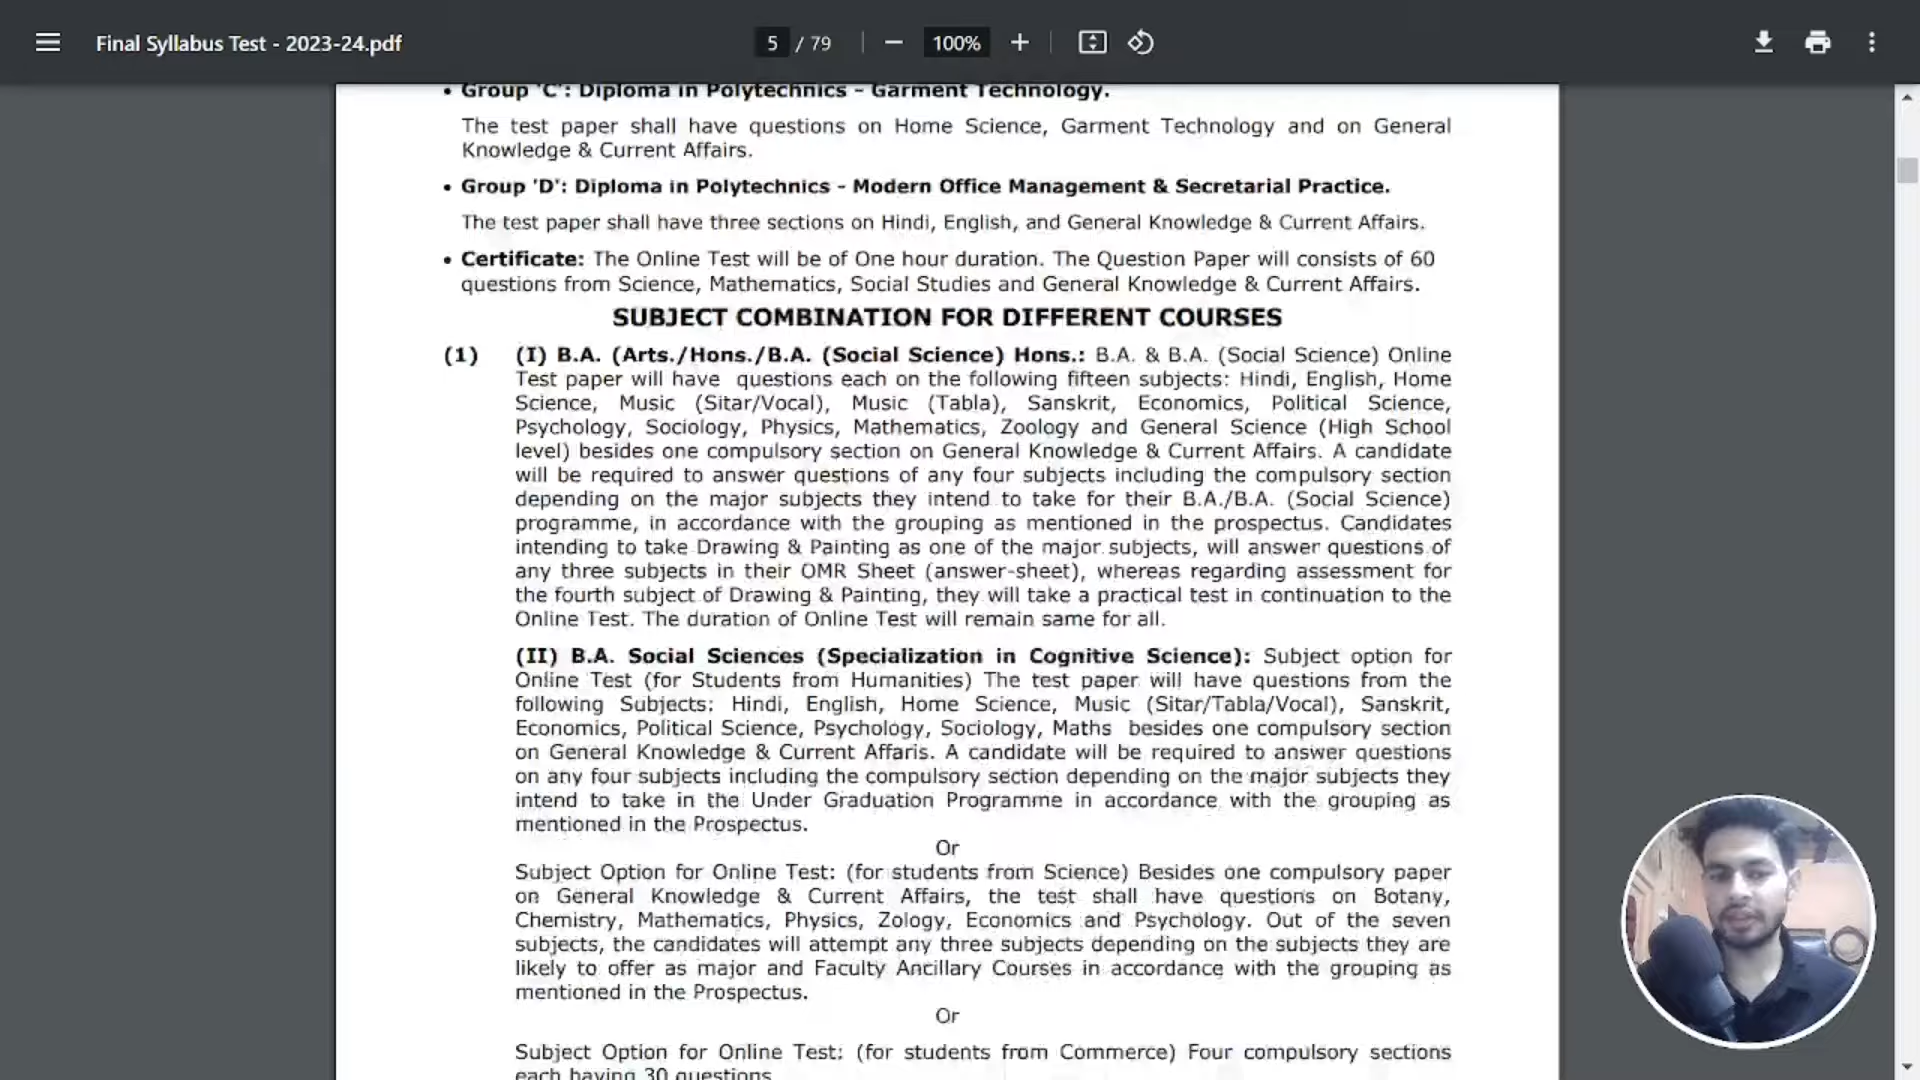 Final Syllabus Test - 2023-24.pdf
5 / 79
100%
• Group 'C': Diploma in Polytechnics - Garment Technology.
The test paper shall have questions on Home Science, Garment Technology and on General
Knowledge & Current Affairs.
• Group 'D': Diploma in Polytechnics - Modern Office Management & Secretarial Practice.
The test paper shall have three sections on Hindi, English, and General Knowledge & Current Affairs.
• Certificate: The Online Test will be of One hour duration. The Question Paper will consists of 60
questions from Science, Mathematics, Social Studies and General Knowledge & Current Affairs.
SUBJECT COMBINATION FOR DIFFERENT COURSES
(1) (I) B.A. (Arts./Hons./B.A. (Social Science) Hons.: B.A. & B.A. (Social Science) Online
Test paper will have questions each on the following fifteen subjects: Hindi, English, Home
Science, Music (Sitar/Vocal), Music (Tabla), Sanskrit, Economics, Political Science,
Psychology, Sociology, Physics, Mathematics, Zoology and General Science (High School
level) besides one compulsory section on General Knowledge & Current Affairs. A candidate
will be required to answer questions of any four subjects including the compulsory section
depending on the major subjects they intend to take for their B.A./B.A. (Social Science)
programme, in accordance with the grouping as mentioned in the prospectus. Candidates
intending to take Drawing & Painting as one of the major subjects, will answer questions of
any three subjects in their OMR Sheet (answer-sheet), whereas regarding assessment for
the fourth subject of Drawing & Painting, they will take a practical test in continuation to the
Online Test. The duration of Online Test will remain same for all.
(II) B.A. Social Sciences (Specialization in Cognitive Science): Subject option for
Online Test (for Students from Humanities) The test paper will have questions from the
following Subjects: Hindi, English, Home Science, Music (Sitar/Tabla/Vocal), Sanskrit,
Economics, Political Science, Psychology, Sociology, Maths besides one compulsory section
on General Knowledge & Current Affaris. A candidate will be required to answer questions
on any four subjects including the compulsory section depending on the major subjects they
intend to take in the Under Graduation Programme in accordance with the grouping as
mentioned in the Prospectus.
Or
Subject Option for Online Test: (for students from Science) Besides one compulsory paper
on General Knowledge & Current Affairs, the test shall have questions on Botany,
Chemistry, Mathematics, Physics, Zology, Economics and Psychology. Out of the seven
subjects, the candidates will attempt any three subjects depending on the subjects they are
likely to offer as major and Faculty Ancillary Courses in accordance with the grouping as
mentioned in the Prospectus.
Or
Subject Option for Online Test: (for students from Commerce) Four compulsory sections
each having 30 questions